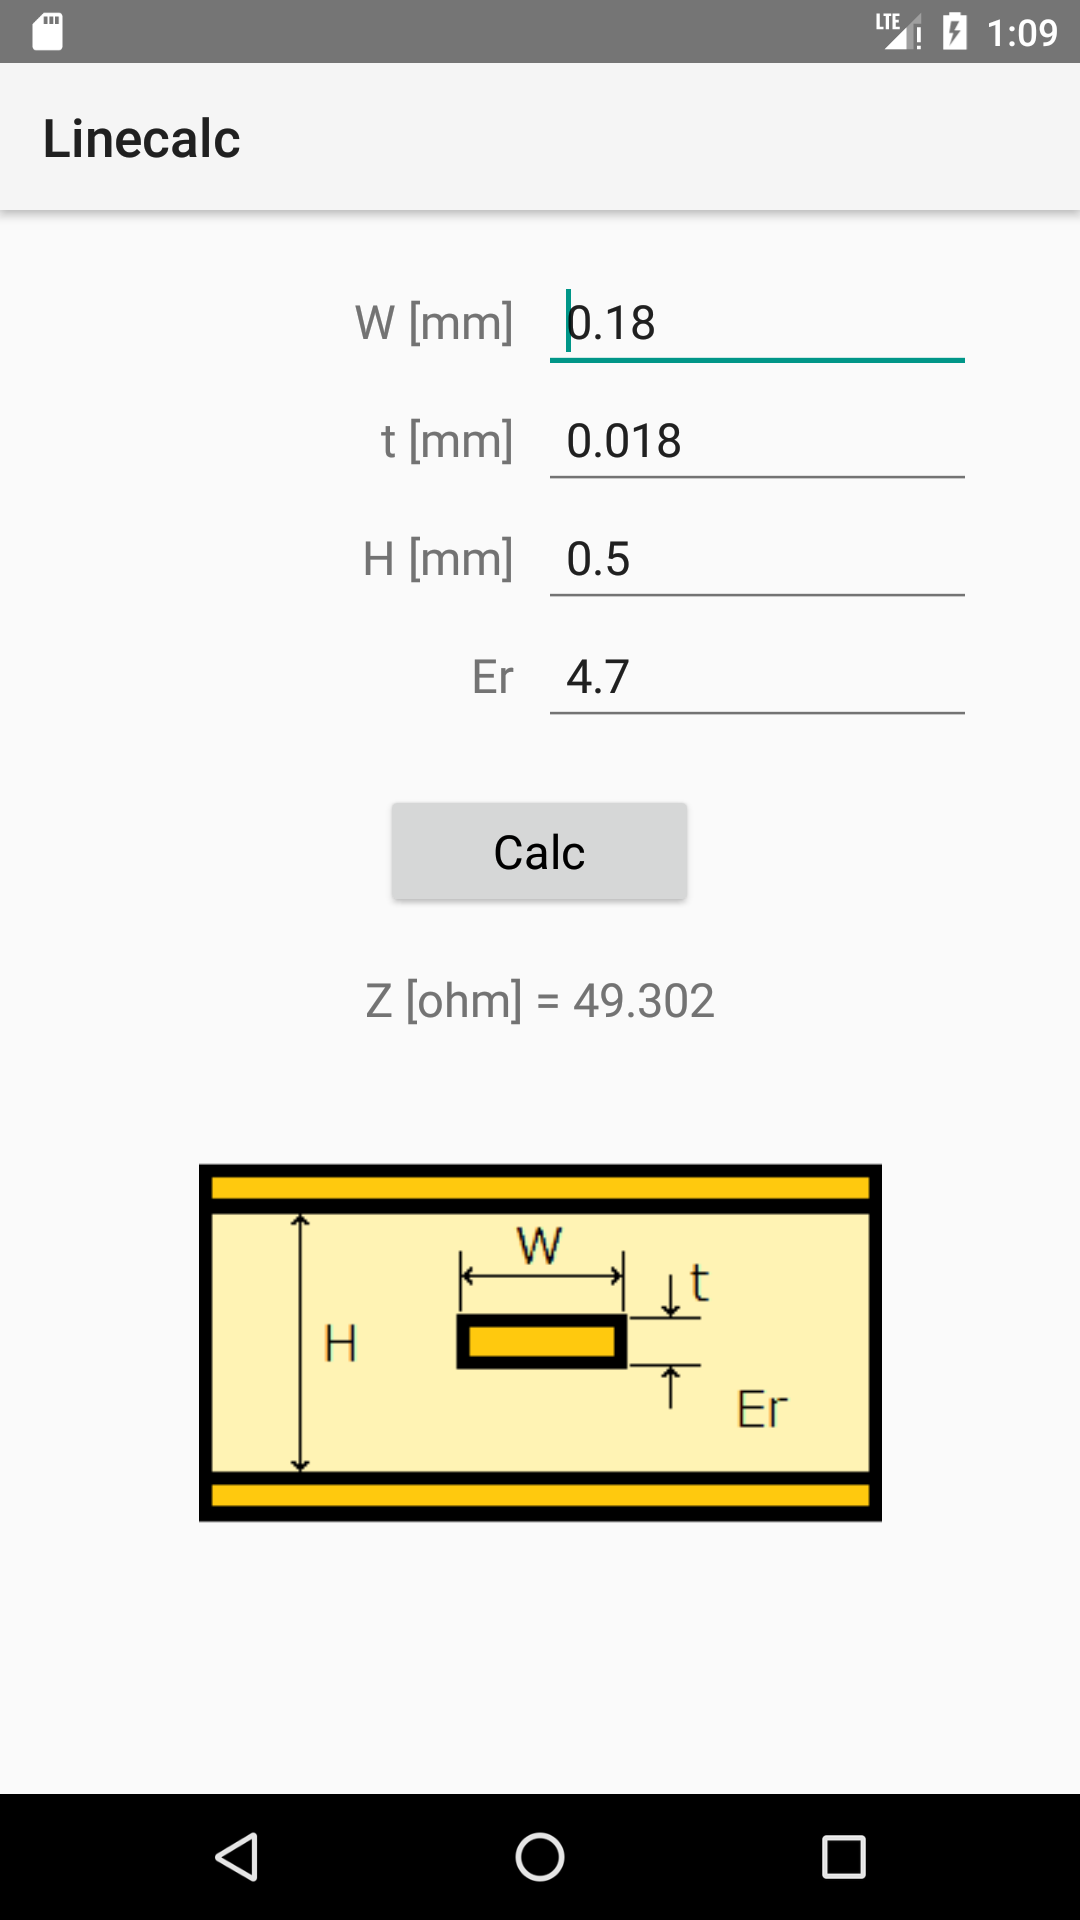 LTE 1:09
Linecalc
W [mm] 0.18
t [mm] 0.018
H [mm] 0.5
Er 4.7
Calc
Z [ohm] = 49.302
W
t
H
Er